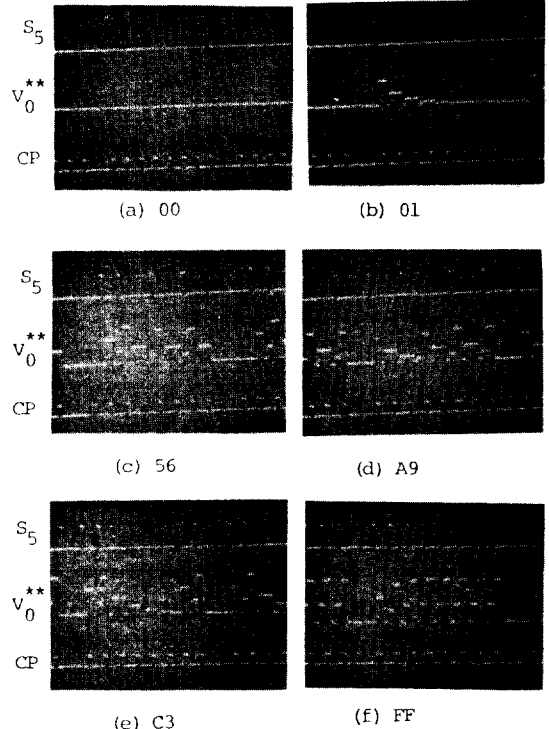 S5
V0**
CP
(a) 00 (b) 01
S5
V0**
CP
(c) 56 (d) A9
S5
V0**
CP
(e) C3 (f) FF